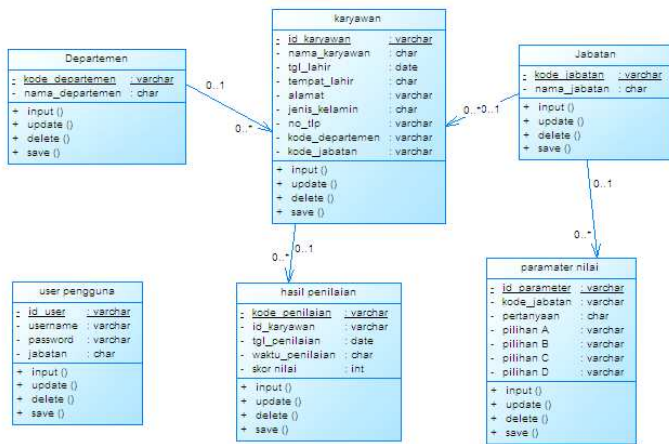 karyawan
- id_karyawan : varchar
- nama_karyawan : char
- tgl_lahir : date
- tempat_lahir : char
- alamat : varchar
- jenis_kelamin : char
- no_tlp : varchar
- kode_departemen : varchar
- kode_jabatan : varchar
+ input ()
+ update ()
+ delete ()
+ save ()
Departemen
- kode_departemen : varchar
- nama_departemen : char
+ input ()
+ update ()
+ delete ()
+ save ()
Jabatan
- kode_jabatan : varchar
- nama_jabatan : char
+ input ()
+ update ()
+ delete ()
+ save ()
0..1
0..*
0..*0..1
0..1
0..*
0..1
0..*
user pengguna
- id_user : varchar
- username : varchar
- password : varchar
- jabatan : char
+ input ()
+ update ()
+ delete ()
+ save ()
hasil penilaian
- kode_penilaian : varchar
- id_karyawan : varchar
- tgl_penilaian : date
- waktu_penilaian : char
- skor nilai : int
+ input ()
+ update ()
+ delete ()
+ save ()
paramater nilai
- id_parameter : varchar
- kode_jabatan : varchar
- pertanyaan : char
- pilihan A : varchar
- pilihan B : varchar
- pilihan C : varchar
- pilihan D : varchar
+ input ()
+ update ()
+ delete ()
+ save ()